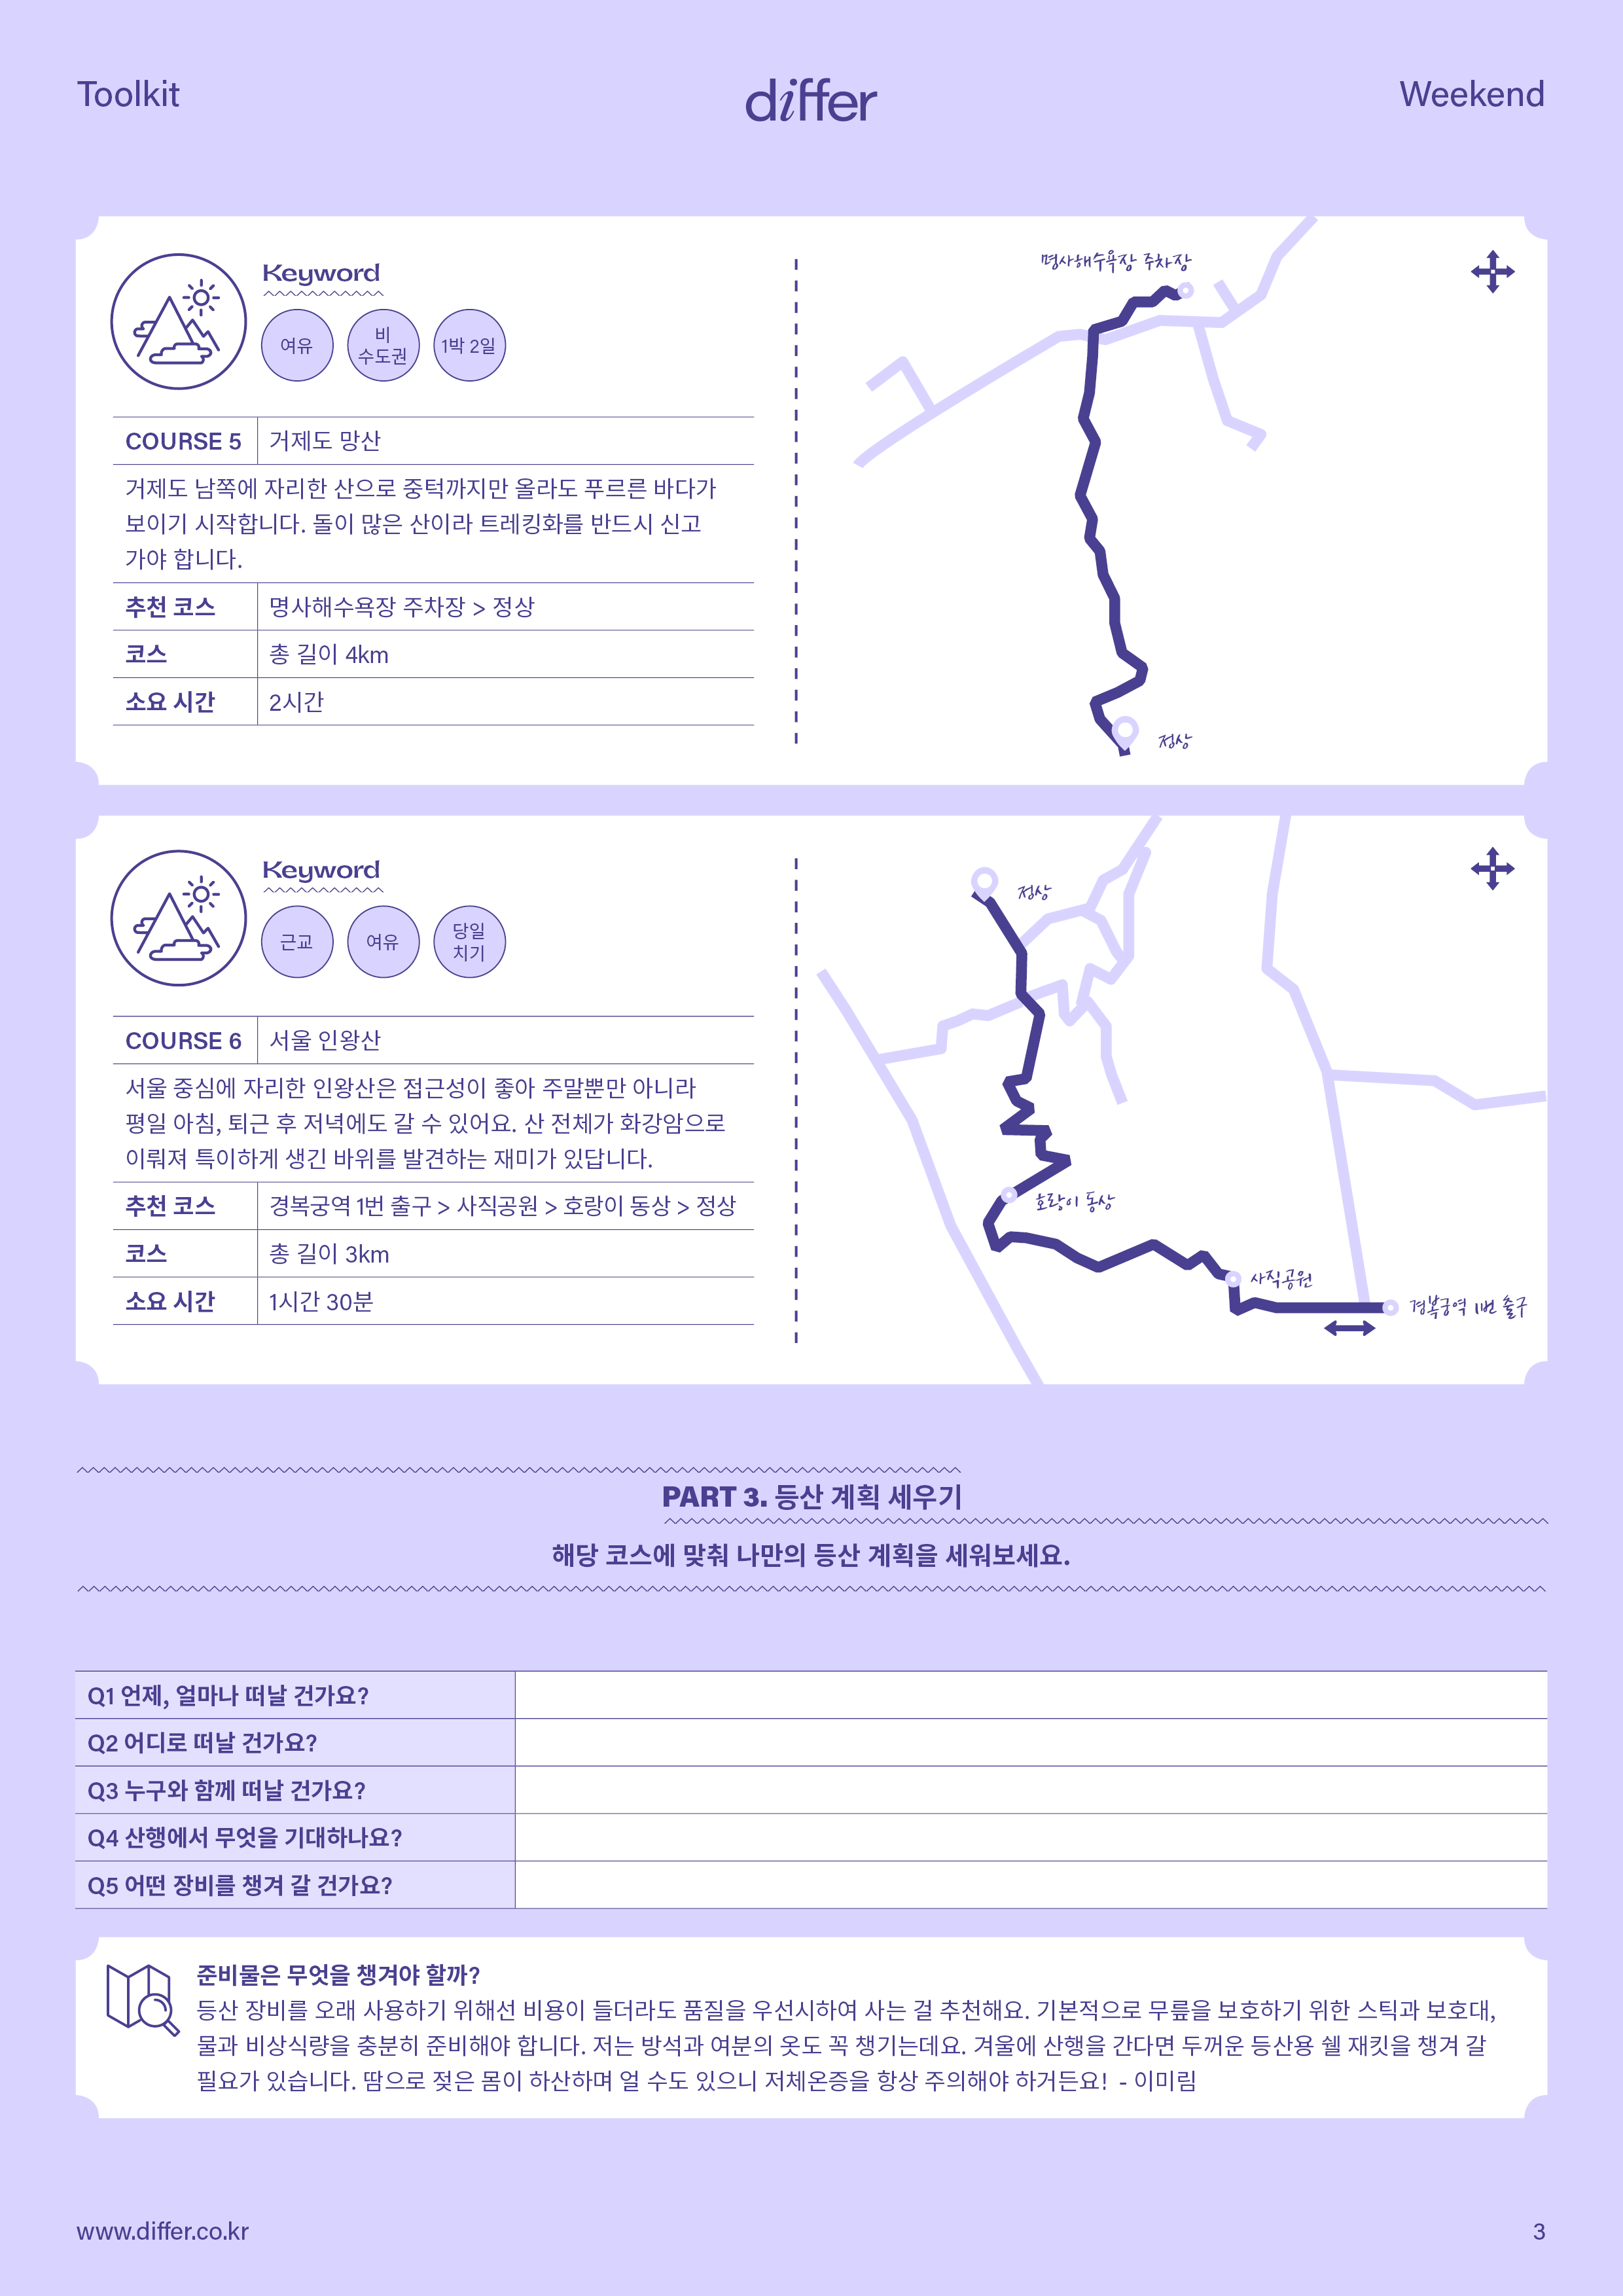 Toolkit
differ
Weekend
Keyword
여유
비
수도권
1박 2일
COURSE 5
거제도 망산
거제도 남쪽에 자리한 산으로 중턱까지만 올라도 푸르른 바다가
보이기 시작합니다. 돌이 많은 산이라 트레킹화를 반드시 신고
가야 합니다.
추천 코스
명사해수욕장 주차장 > 정상
코스
총 길이 4km
소요 시간
2시간
명사해수욕장 주차장
정상
Keyword
근교
여유
당일
치기
COURSE 6
서울 인왕산
서울 중심에 자리한 인왕산은 접근성이 좋아 주말뿐만 아니라
평일 아침, 퇴근 후 저녁에도 갈 수 있어요. 산 전체가 화강암으로
이뤄져 특이하게 생긴 바위를 발견하는 재미가 있답니다.
추천 코스
경복궁역 1번 출구 > 사직공원 > 호랑이 동상 > 정상
코스
총 길이 3km
소요 시간
1시간 30분
정상
호랑이 동상
사직공원
경복궁역 1번 출구
PART 3. 등산 계획 세우기
해당 코스에 맞춰 나만의 등산 계획을 세워보세요.
Q1 언제, 얼마나 떠날 건가요?
Q2 어디로 떠날 건가요?
Q3 누구와 함께 떠날 건가요?
Q4 산행에서 무엇을 기대하나요?
Q5 어떤 장비를 챙겨 갈 건가요?
준비물은 무엇을 챙겨야 할까?
등산 장비를 오래 사용하기 위해선 비용이 들더라도 품질을 우선시하여 사는 걸 추천해요. 기본적으로 무릎을 보호하기 위한 스틱과 보호대,
물과 비상식량을 충분히 준비해야 합니다. 저는 방석과 여분의 옷도 꼭 챙기는데요. 겨울에 산행을 간다면 두꺼운 등산용 쉘 재킷을 챙겨 갈
필요가 있습니다. 땀으로 젖은 몸이 하산하며 얼 수도 있으니 저체온증을 항상 주의해야 하거든요! - 이미림
www.differ.co.kr
3